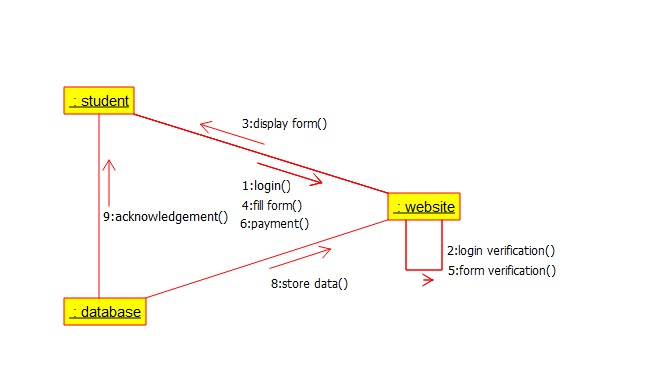 : student
3:display form()
1:login()
4:fill form()
6:payment()
: website
9:acknowledgement()
2:login verification()
5:form verification()
8:store data()
: database